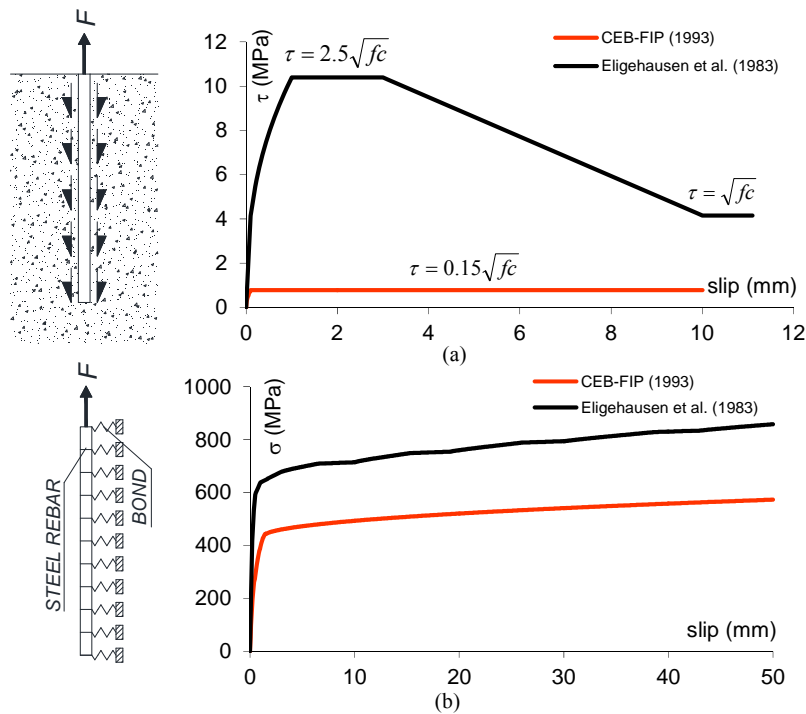 F
τ (MPa)
12
10
8
6
4
2
0
τ = 2.5√fc
CEB-FIP (1993)
Eligehausen et al. (1983)
τ = √fc
τ = 0.15√fc
slip (mm)
0 2 4 6 8 10 12
(a)
F
STEEL REBAR
BOND
σ (MPa)
1000
800
600
400
200
0
CEB-FIP (1993)
Eligehausen et al. (1983)
slip (mm)
0 10 20 30 40 50
(b)